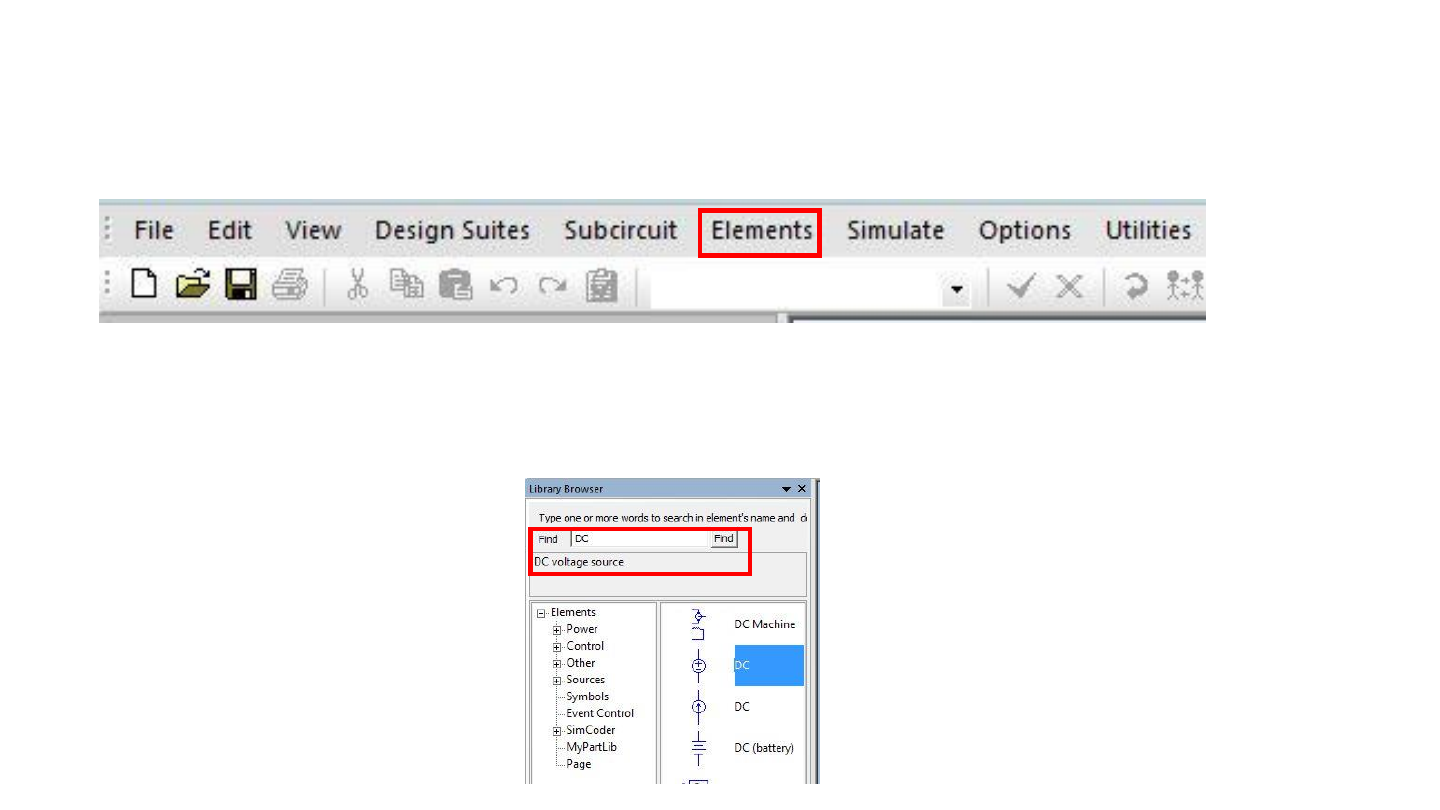 File Edit View Design Suites Subcircuit Elements Simulate Options Utilities
Library Browser
Type one or more words to search in element's name and
Find DC Find
DC voltage source
Elements
Power
Control
Other
Sources
Symbols
Event Control
SimCoder
MyPartLib
Page
DC Machine
DC
DC
DC (battery)